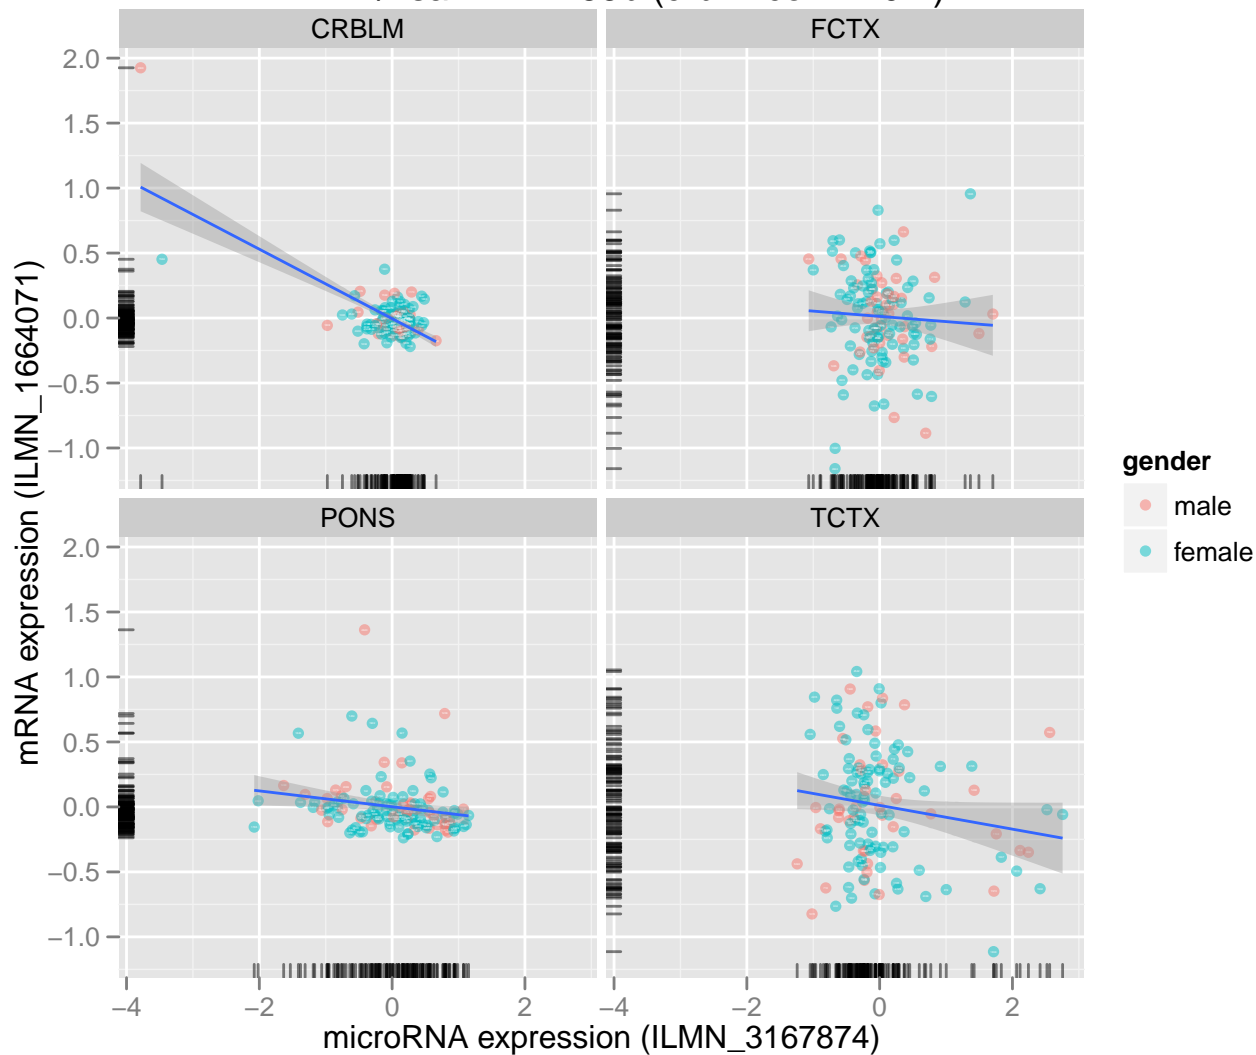 CRBLM
FCTX
2.0
1.5
1.0
0.5
0.0
−0.5
−1.0
PONS
TCTX
2.0
1.5
1.0
0.5
0.0
−0.5
−1.0
−4
−2
0
2
−4
−2
0
2
microRNA expression (ILMN_3167874)
mRNA expression (ILMN_1664071)
gender
male
female